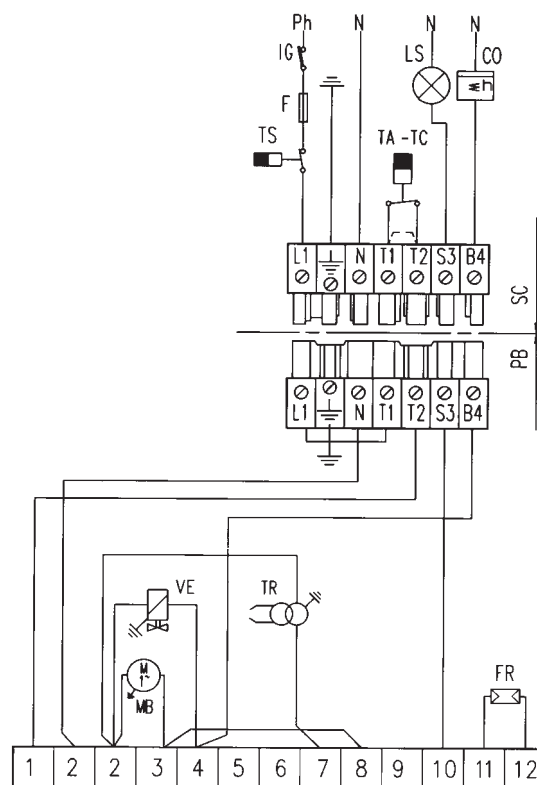 Ph N N N
IG LS CO
F
TS TA-TC
L1 N T1 T2 S3 B4
h
SC
PB
L1 N T1 T2 S3 B4
VE TR
M
1~
MB
FR
1 2 2 3 4 5 6 7 8 9 10 11 12